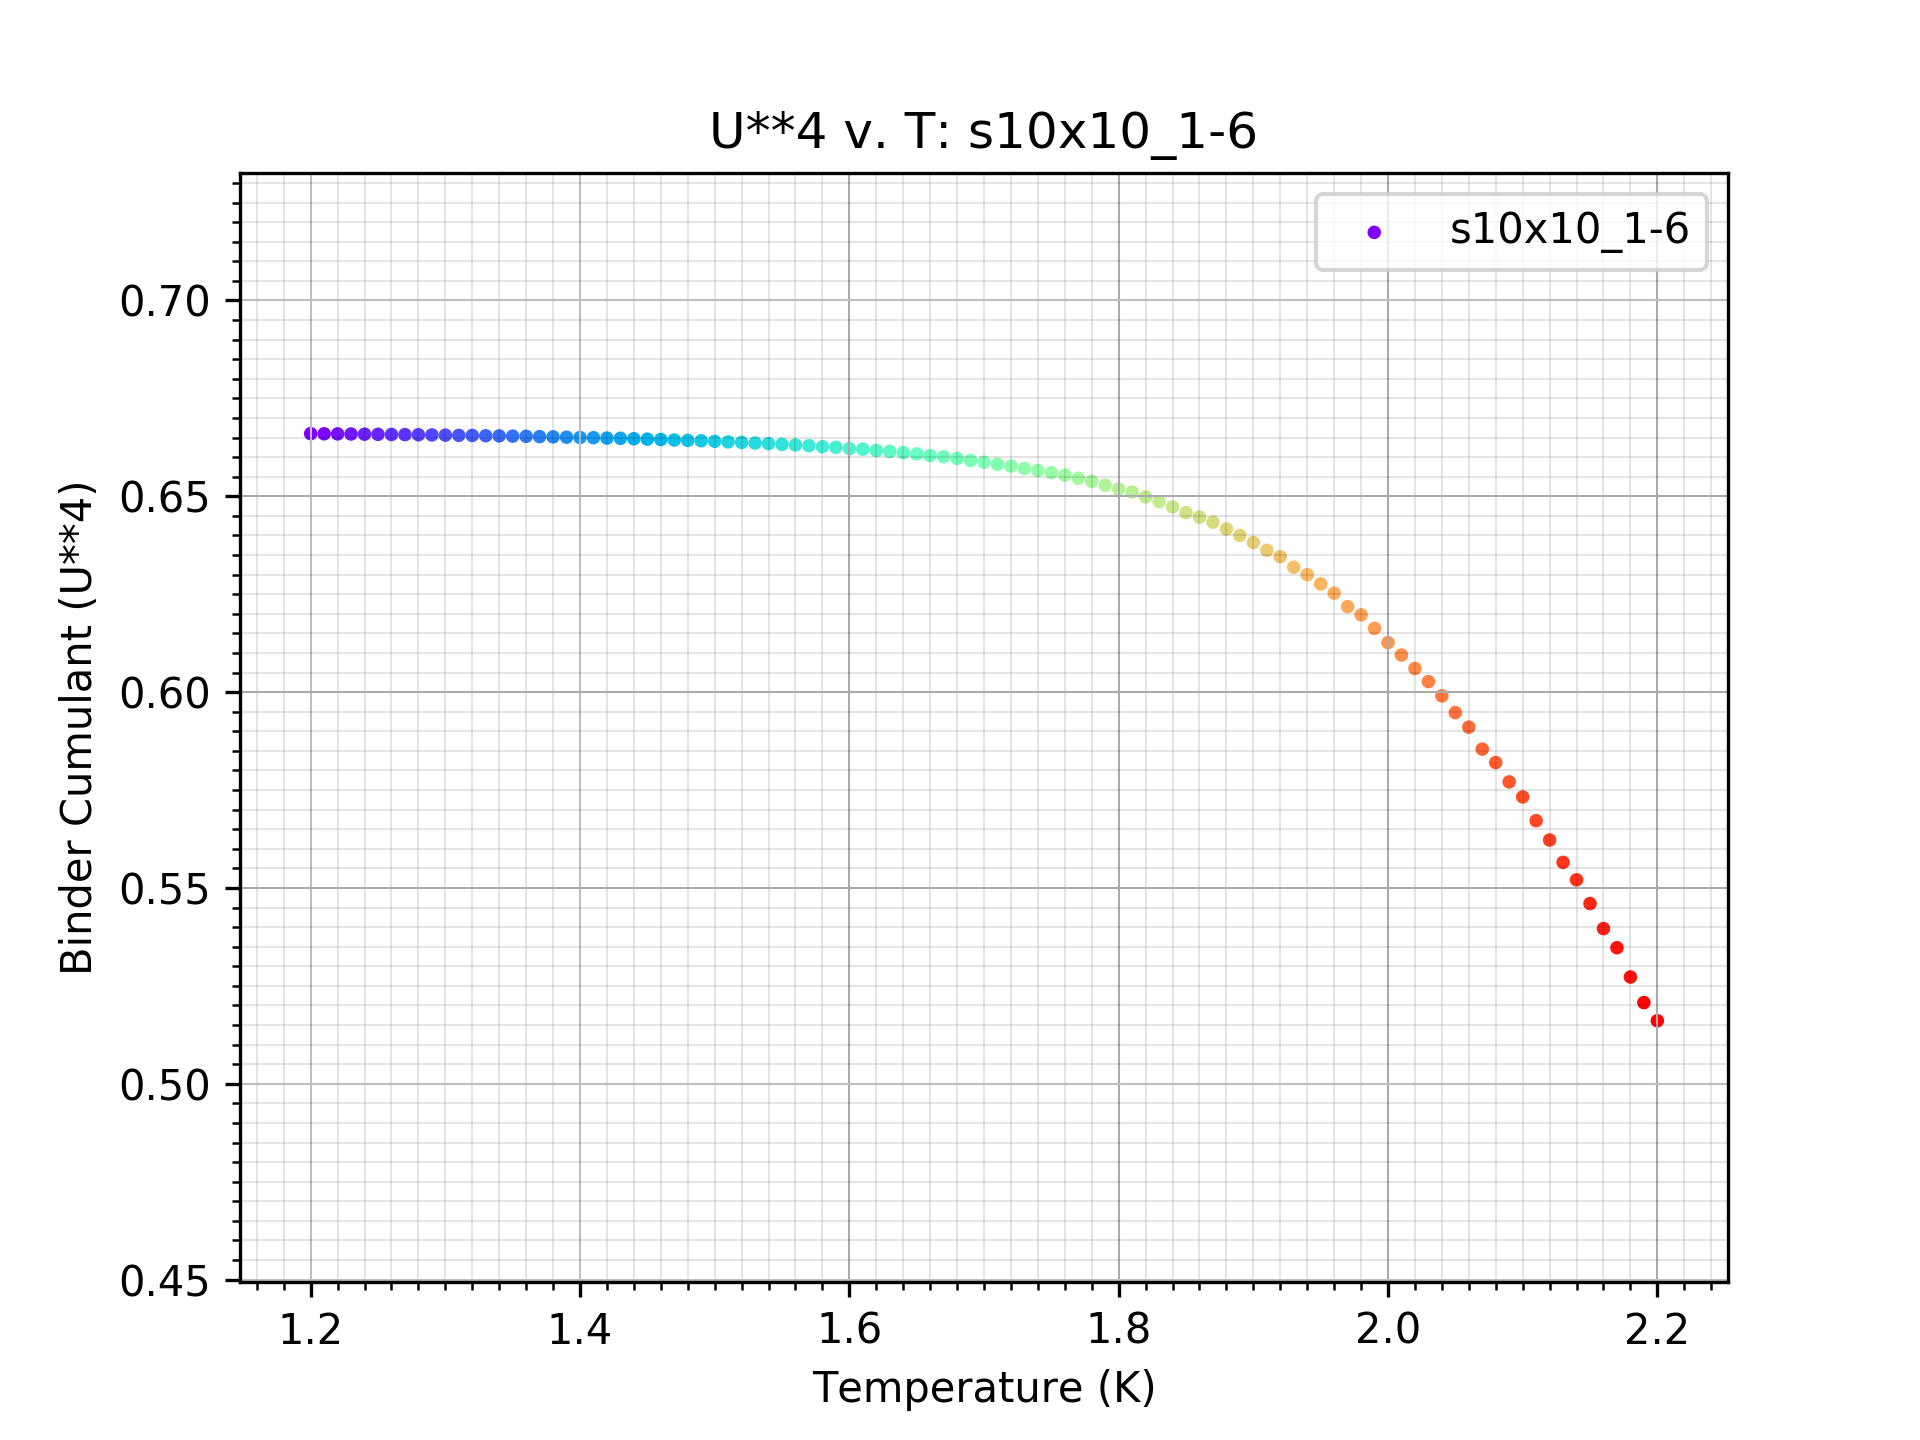 U**4 v. T: s10x10_1-6
s10x10_1-6
Binder Cumulant (U**4)
0.70
0.65
0.60
0.55
0.50
0.45
1.2 1.4 1.6 1.8 2.0 2.2
Temperature (K)